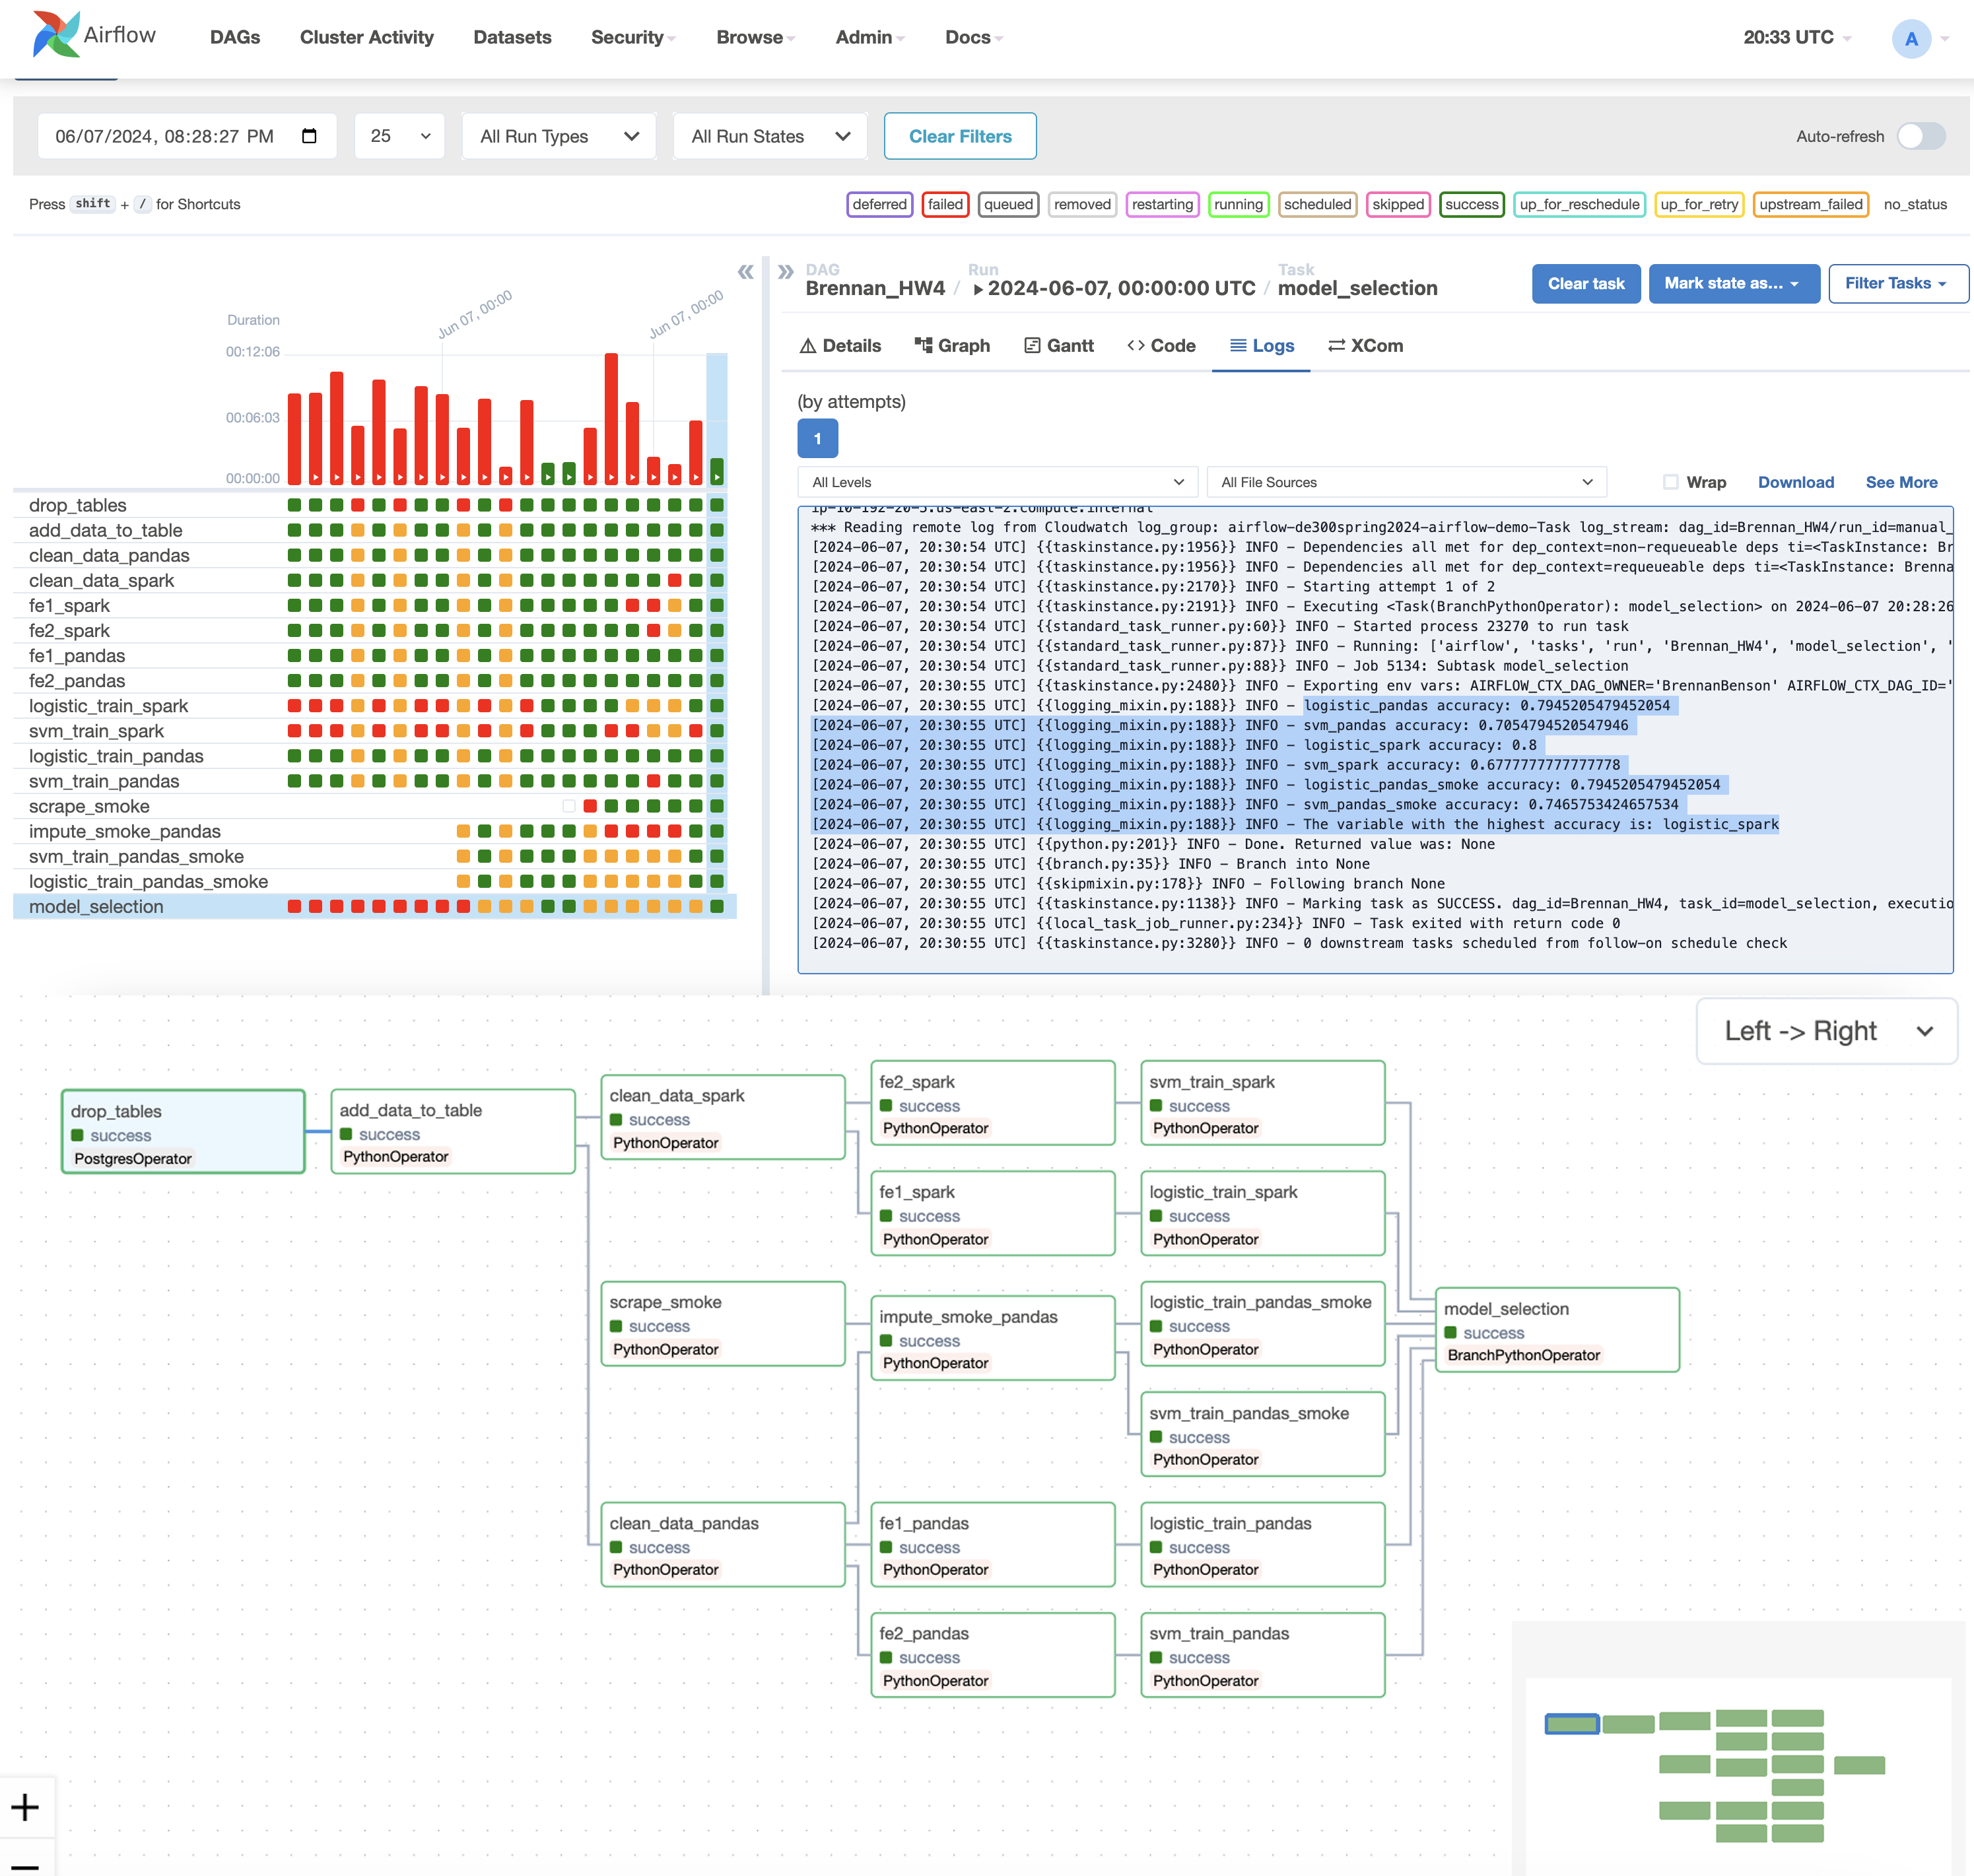 Airflow
DAGs
Cluster Activity
Datasets
Security
Browse
Admin
Docs
20:33 UTC
A
06/07/2024, 08:28:27 PM
25
All Run Types
All Run States
Clear Filters
Auto-refresh
Press shift + / for Shortcuts
deferred
failed
queued
removed
restarting
running
scheduled
skipped
success
up_for_reschedule
up_for_retry
upstream_failed
no_status
Duration
00:12:06
00:06:03
00:00:00
Jun 07, 00:00
Jun 07, 00:00
drop_tables
add_data_to_table
clean_data_pandas
clean_data_spark
fe1_spark
fe2_spark
fe1_pandas
fe2_pandas
logistic_train_spark
svm_train_spark
logistic_train_pandas
svm_train_pandas
scrape_smoke
impute_smoke_pandas
svm_train_pandas_smoke
logistic_train_pandas_smoke
model_selection
DAG
Brennan_HW4 /
Run
2024-06-07, 00:00:00 UTC /
Task
model_selection
Clear task
Mark state as...
Filter Tasks
Details
Graph
Gantt
Code
Logs
XCom
(by attempts)
1
All Levels
All File Sources
Wrap
Download
See More
ip-10-192-20-5.us-east-2.compute.internal
*** Reading remote log from Cloudwatch log_group: airflow-de300spring2024-airflow-demo-Task log_stream: dag_id=Brennan_HW4/run_id=manual_
[2024-06-07, 20:30:54 UTC] {{taskinstance.py:1956}} INFO - Dependencies all met for dep_context=non-requeueable deps ti=<TaskInstance: Br
[2024-06-07, 20:30:54 UTC] {{taskinstance.py:1956}} INFO - Dependencies all met for dep_context=requeueable deps ti=<TaskInstance: Brenna
[2024-06-07, 20:30:54 UTC] {{taskinstance.py:2170}} INFO - Starting attempt 1 of 2
[2024-06-07, 20:30:54 UTC] {{taskinstance.py:2191}} INFO - Executing <Task(BranchPythonOperator): model_selection> on 2024-06-07 20:28:26
[2024-06-07, 20:30:54 UTC] {{standard_task_runner.py:60}} INFO - Started process 23270 to run task
[2024-06-07, 20:30:54 UTC] {{standard_task_runner.py:87}} INFO - Running: ['airflow', 'tasks', 'run', 'Brennan_HW4', 'model_selection', '
[2024-06-07, 20:30:54 UTC] {{standard_task_runner.py:88}} INFO - Job 5134: Subtask model_selection
[2024-06-07, 20:30:55 UTC] {{taskinstance.py:2480}} INFO - Exporting env vars: AIRFLOW_CTX_DAG_OWNER='BrennanBenson' AIRFLOW_CTX_DAG_ID='
[2024-06-07, 20:30:55 UTC] {{logging_mixin.py:188}} INFO - logistic_pandas accuracy: 0.7945205479452054
[2024-06-07, 20:30:55 UTC] {{logging_mixin.py:188}} INFO - svm_pandas accuracy: 0.7054794520547946
[2024-06-07, 20:30:55 UTC] {{logging_mixin.py:188}} INFO - logistic_spark accuracy: 0.8
[2024-06-07, 20:30:55 UTC] {{logging_mixin.py:188}} INFO - svm_spark accuracy: 0.6777777777777778
[2024-06-07, 20:30:55 UTC] {{logging_mixin.py:188}} INFO - logistic_pandas_smoke accuracy: 0.7945205479452054
[2024-06-07, 20:30:55 UTC] {{logging_mixin.py:188}} INFO - svm_pandas_smoke accuracy: 0.7465753424657534
[2024-06-07, 20:30:55 UTC] {{logging_mixin.py:188}} INFO - The variable with the highest accuracy is: logistic_spark
[2024-06-07, 20:30:55 UTC] {{python.py:201}} INFO - Done. Returned value was: None
[2024-06-07, 20:30:55 UTC] {{branch.py:35}} INFO - Branch into None
[2024-06-07, 20:30:55 UTC] {{skipmixin.py:178}} INFO - Following branch None
[2024-06-07, 20:30:55 UTC] {{taskinstance.py:1138}} INFO - Marking task as SUCCESS. dag_id=Brennan_HW4, task_id=model_selection, executio
[2024-06-07, 20:30:55 UTC] {{local_task_job_runner.py:234}} INFO - Task exited with return code 0
[2024-06-07, 20:30:55 UTC] {{taskinstance.py:3280}} INFO - 0 downstream tasks scheduled from follow-on schedule check
Left -> Right
drop_tables
success
PostgresOperator
add_data_to_table
success
PythonOperator
clean_data_spark
success
PythonOperator
fe2_spark
success
PythonOperator
svm_train_spark
success
PythonOperator
fe1_spark
success
PythonOperator
logistic_train_spark
success
PythonOperator
scrape_smoke
success
PythonOperator
impute_smoke_pandas
success
PythonOperator
logistic_train_pandas_smoke
success
PythonOperator
model_selection
success
BranchPythonOperator
svm_train_pandas_smoke
success
PythonOperator
clean_data_pandas
success
PythonOperator
fe1_pandas
success
PythonOperator
logistic_train_pandas
success
PythonOperator
fe2_pandas
success
PythonOperator
svm_train_pandas
success
PythonOperator